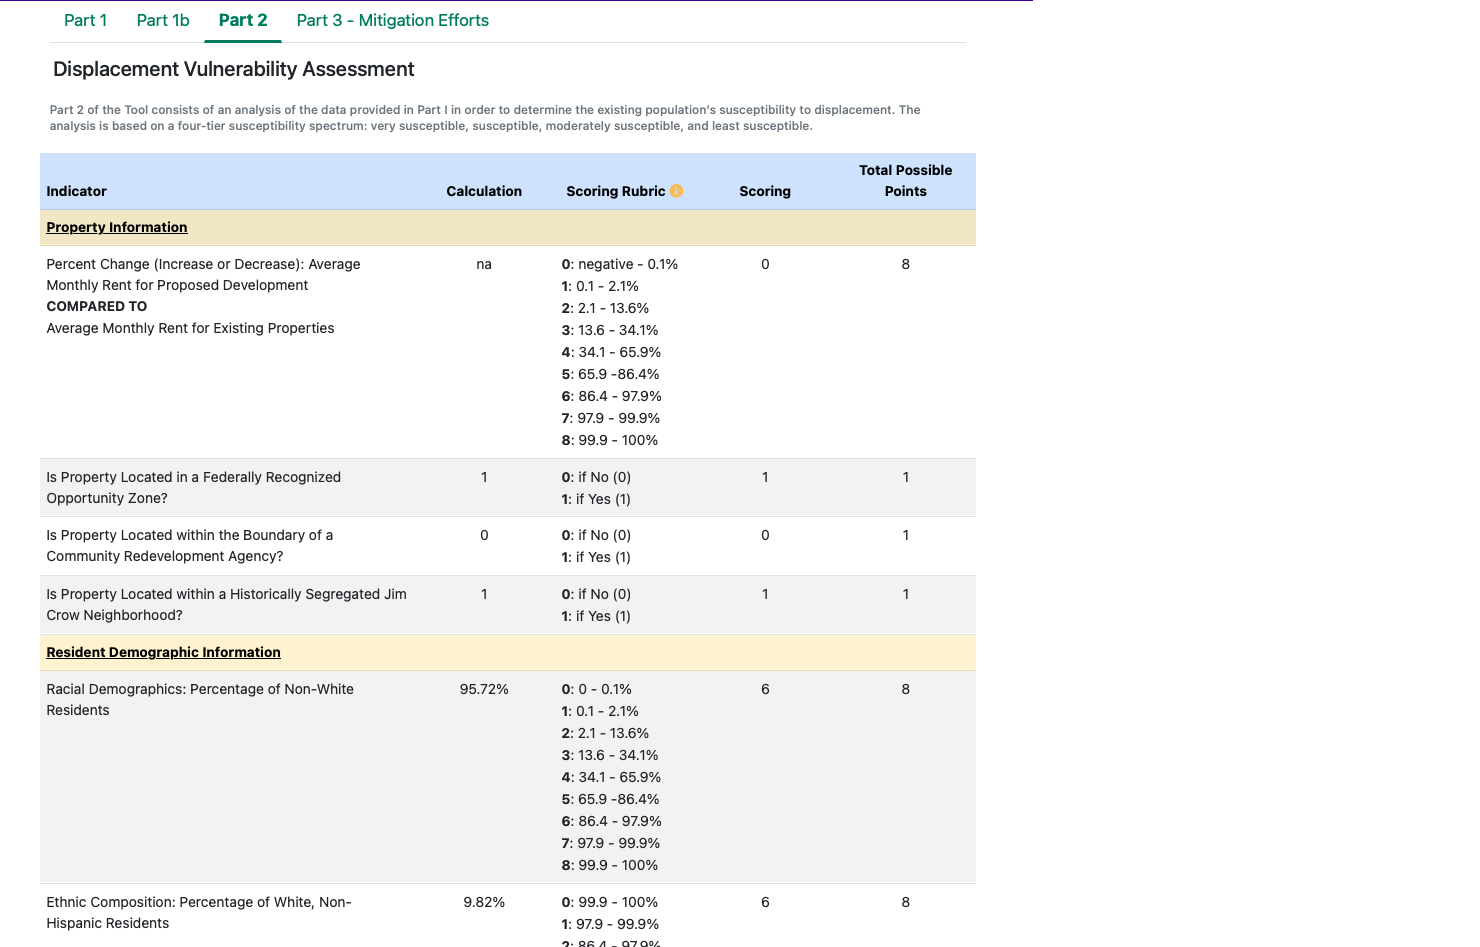 Part 1 Part 1b Part 2 Part 3 - Mitigation Efforts
Displacement Vulnerability Assessment
Part 2 of the Tool consists of an analysis of the data provided in Part I in order to determine the existing population's susceptibility to displacement. The
analysis is based on a four-tier susceptibility spectrum: very susceptible, susceptible, moderately susceptible, and least susceptible.
Total Possible
Indicator Calculation Scoring Rubric Scoring Points
Property Information
Percent Change (Increase or Decrease): Average na 0: negative - 0.1% 0 8
Monthly Rent for Proposed Development 1: 0.1 - 2.1%
COMPARED TO 2: 2.1 - 13.6%
Average Monthly Rent for Existing Properties 3: 13.6 - 34.1%
4: 34.1 - 65.9%
5: 65.9 -86.4%
6: 86.4 - 97.9%
7: 97.9 - 99.9%
8: 99.9 - 100%
Is Property Located in a Federally Recognized 1 0: if No (0) 1 1
Opportunity Zone? 1: if Yes (1)
Is Property Located within the Boundary of a 0 0: if No (0) 0 1
Community Redevelopment Agency? 1: if Yes (1)
Is Property Located within a Historically Segregated Jim 1 0: if No (0) 1 1
Crow Neighborhood? 1: if Yes (1)
Resident Demographic Information
Racial Demographics: Percentage of Non-White 95.72% 0: 0 - 0.1% 6 8
Residents 1: 0.1 - 2.1%
2: 2.1 - 13.6%
3: 13.6 - 34.1%
4: 34.1 - 65.9%
5: 65.9 -86.4%
6: 86.4 - 97.9%
7: 97.9 - 99.9%
8: 99.9 - 100%
Ethnic Composition: Percentage of White, Non- 9.82% 0: 99.9 - 100% 6 8
Hispanic Residents 1: 97.9 - 99.9%
2: 86.4 - 97.9%